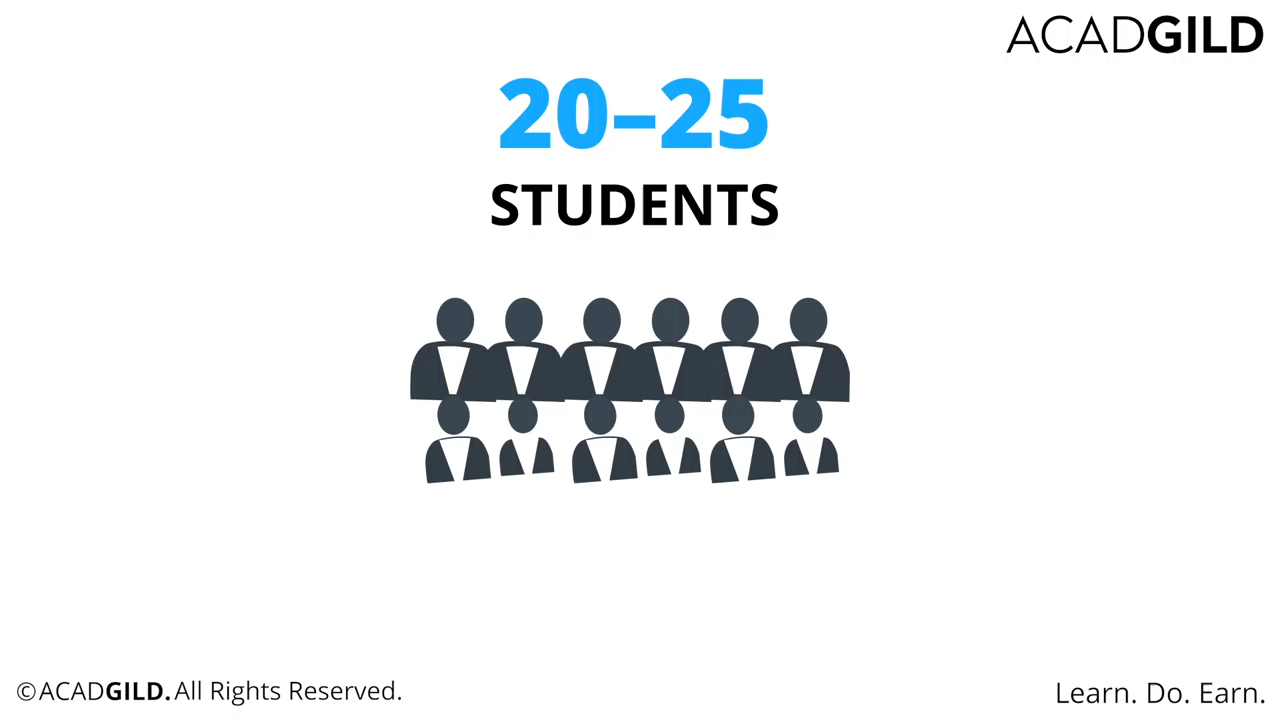 ACADGILD
20–25
STUDENTS
©ACADGILD. All Rights Reserved.
Learn. Do. Earn.